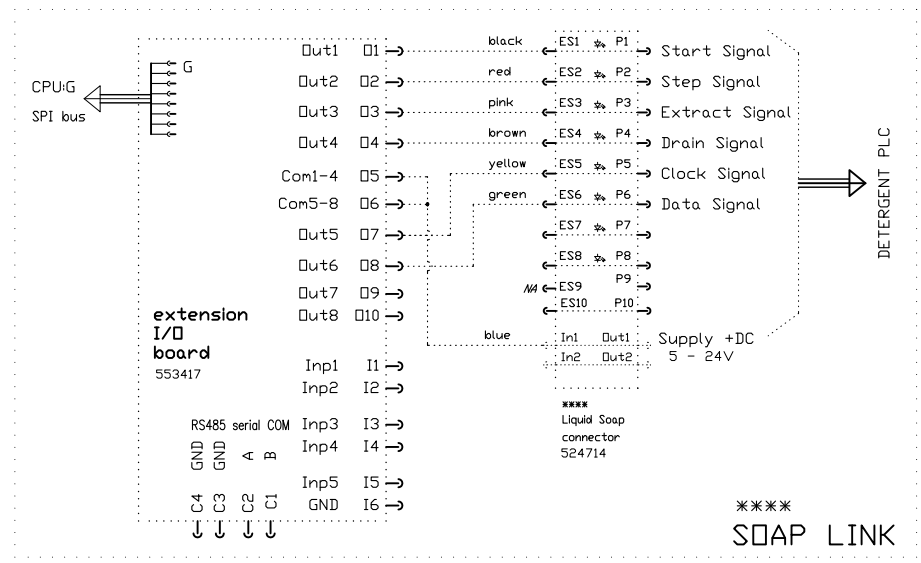 Out1 O1 black ES1 P1 Start Signal
G
Out2 O2 red ES2 P2 Step Signal
CPU:G
SPI bus
Out3 O3 pink ES3 P3 Extract Signal
Out4 O4 brown ES4 P4 Drain Signal
Com1-4 O5 yellow ES5 P5 Clock Signal
Com5-8 O6 green ES6 P6 Data Signal
DETERGENT PLC
Out5 O7 ES7 P7
Out6 O8 ES8 P8
Out7 O9 NA ES9 P9
Out8 O10 ES10 P10
extension
I/O
board
553417
blue In1 Out1 Supply +DC
In2 Out2 5 - 24V
Inp1 I1
Inp2 I2
****
Liquid Soap
connector
524714
RS485 serial COM Inp3 I3
GND GND A B Inp4 I4
Inp5 I5
C4 C3 C2 C1 GND I6
****
SOAP LINK